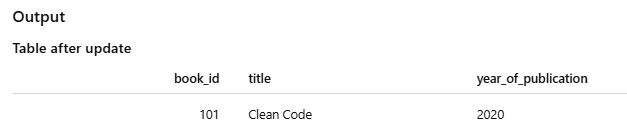 Output
Table after update
book_id title year_of_publication
101 Clean Code 2020